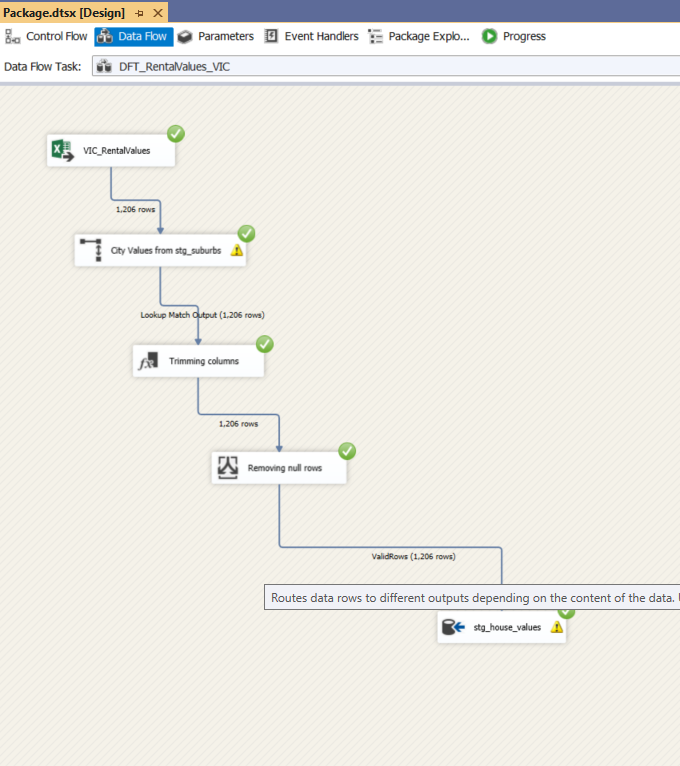 Package.dtsx [Design]
Control Flow
Data Flow
Parameters
Event Handlers
Package Explo...
Progress
Data Flow Task:
DFT_RentalValues_VIC
VIC_RentalValues
1,206 rows
City Values from stg_suburbs
Lookup Match Output (1,206 rows)
Trimming columns
1,206 rows
Removing null rows
ValidRows (1,206 rows)
Routes data rows to different outputs depending on the content of the data.
stg_house_values